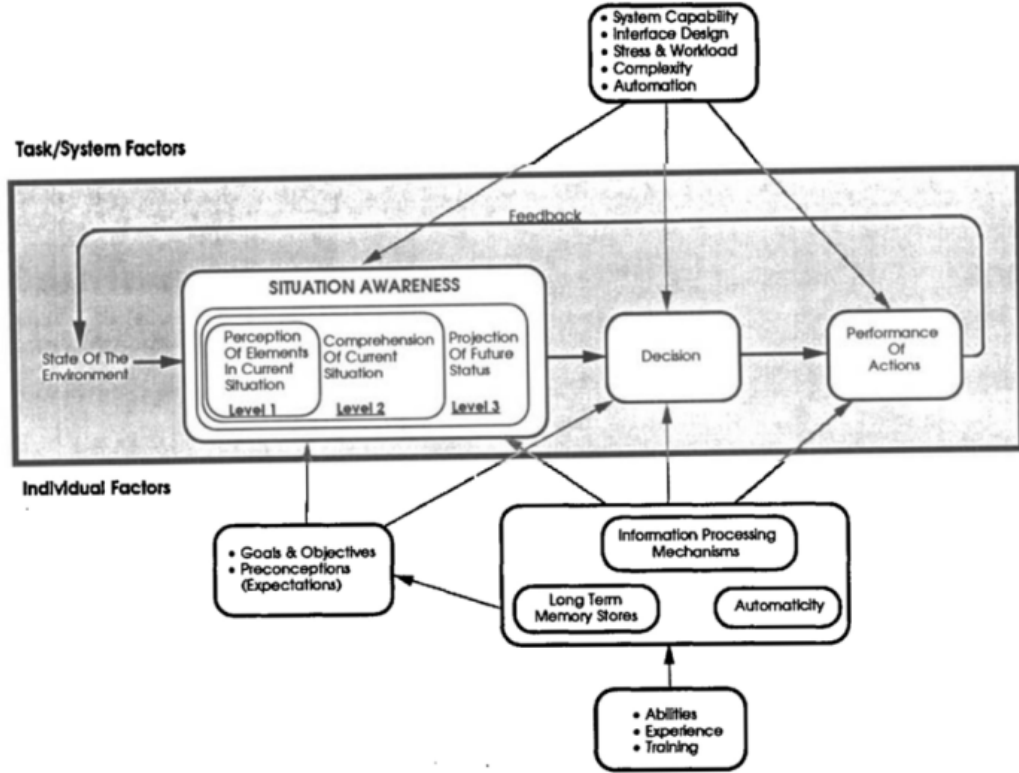 • System Capability
• Interface Design
• Stress & Workload
• Complexity
• Automation
Task/System Factors
Feedback
SITUATION AWARENESS
State Of The
Environment
Perception
Of Elements
In Current
Situation
Level 1
Comprehension
Of Current
Situation
Level 2
Projection
Of Future
Status
Level 3
Decision
Performance
Of
Actions
Individual Factors
• Goals & Objectives
• Preconceptions
(Expectations)
Information Processing
Mechanisms
Long Term
Memory Stores
Automaticity
• Abilities
• Experience
• Training